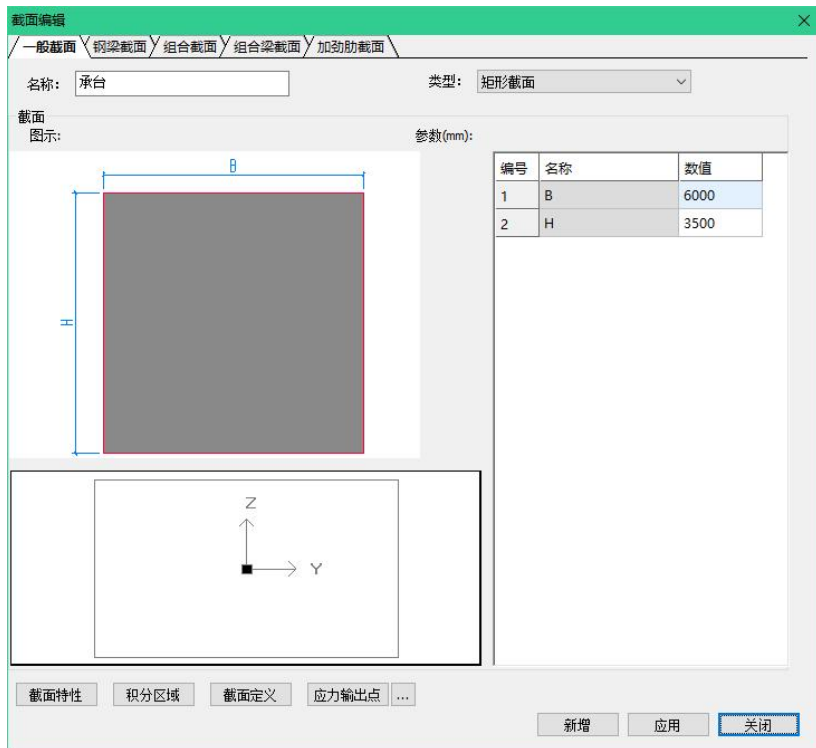 截面编辑
一般截面 钢梁截面 组合截面 组合梁截面 加劲肋截面
名称： 承台 类型： 矩形截面
截面
图示: 参数(mm):
B
H
编号 名称 数值
1 B 6000
2 H 3500
Z
Y
截面特性 积分区域 截面定义 应力输出点 ...
新增 应用 关闭